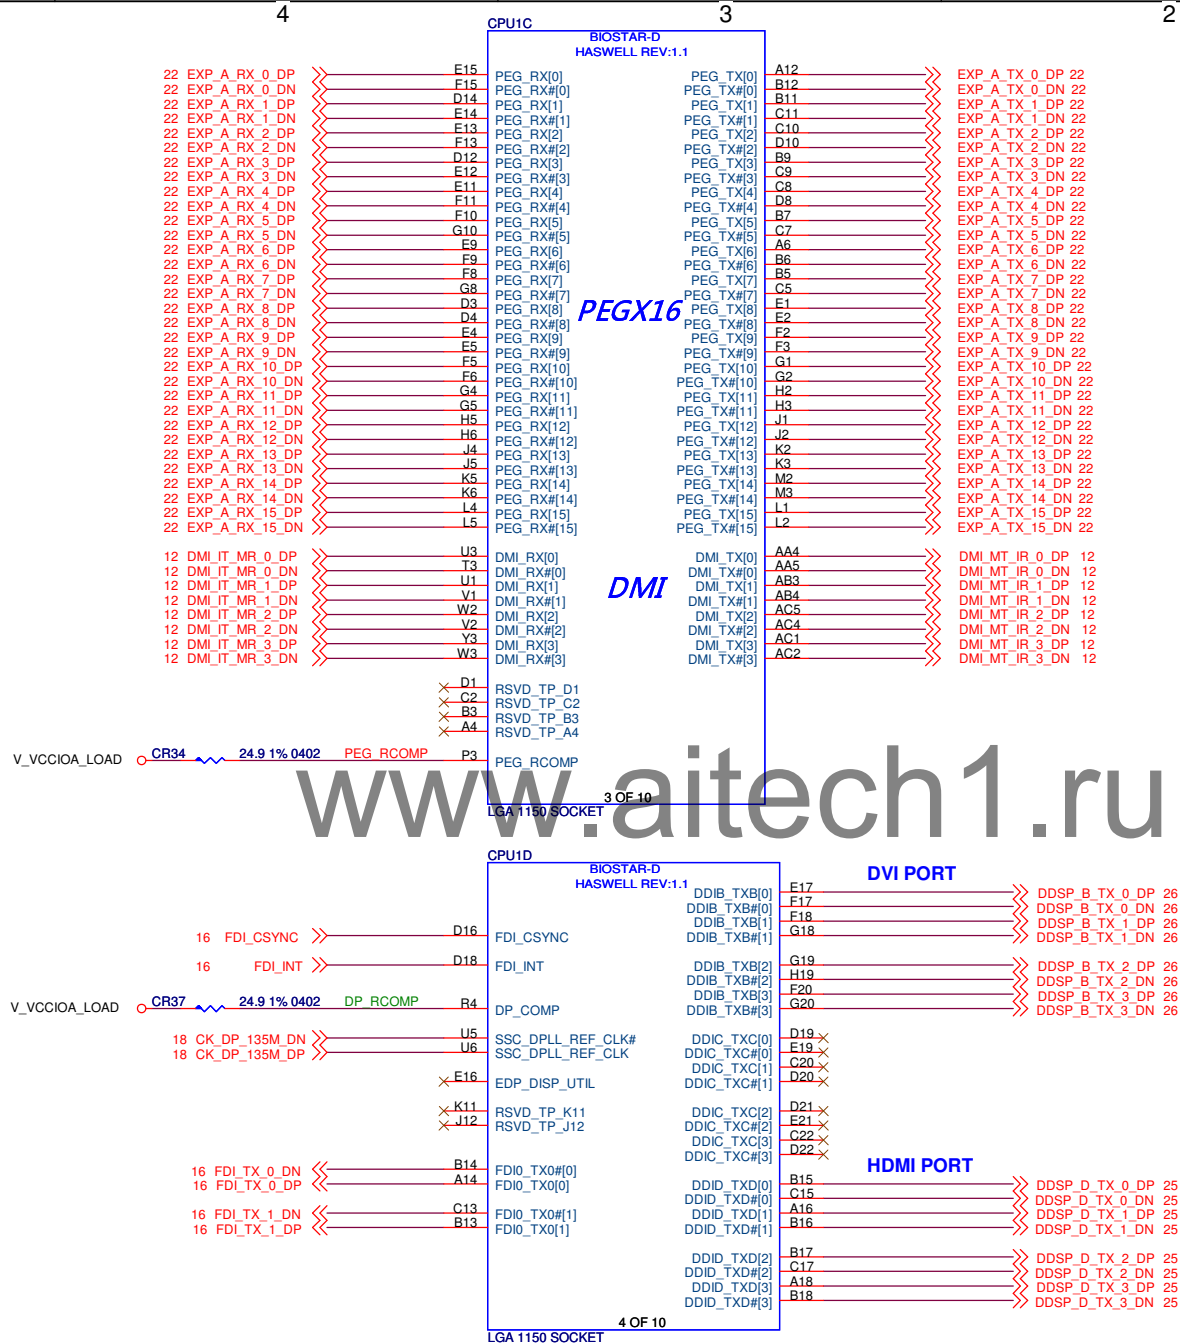 4 3 2
CPU1C
BIOSTAR-D
HASWELL REV:1.1
22 EXP_A_RX_0_DP E15 PEG_RX[0] PEG_TX[0] A12 EXP_A_TX_0_DP 22
22 EXP_A_RX_0_DN F15 PEG_RX#[0] PEG_TX#[0] B12 EXP_A_TX_0_DN 22
22 EXP_A_RX_1_DP D14 PEG_RX[1] PEG_TX[1] B11 EXP_A_TX_1_DP 22
22 EXP_A_RX_1_DN E14 PEG_RX#[1] PEG_TX#[1] C11 EXP_A_TX_1_DN 22
22 EXP_A_RX_2_DP E13 PEG_RX[2] PEG_TX[2] C10 EXP_A_TX_2_DP 22
22 EXP_A_RX_2_DN F13 PEG_RX#[2] PEG_TX#[2] D10 EXP_A_TX_2_DN 22
22 EXP_A_RX_3_DP D12 PEG_RX[3] PEG_TX[3] B9 EXP_A_TX_3_DP 22
22 EXP_A_RX_3_DN E12 PEG_RX#[3] PEG_TX#[3] C9 EXP_A_TX_3_DN 22
22 EXP_A_RX_4_DP E11 PEG_RX[4] PEG_TX[4] C8 EXP_A_TX_4_DP 22
22 EXP_A_RX_4_DN F11 PEG_RX#[4] PEG_TX#[4] D8 EXP_A_TX_4_DN 22
22 EXP_A_RX_5_DP F10 PEG_RX[5] PEG_TX[5] B7 EXP_A_TX_5_DP 22
22 EXP_A_RX_5_DN G10 PEG_RX#[5] PEG_TX#[5] C7 EXP_A_TX_5_DN 22
22 EXP_A_RX_6_DP E9 PEG_RX[6] PEG_TX[6] A6 EXP_A_TX_6_DP 22
22 EXP_A_RX_6_DN F9 PEG_RX#[6] PEG_TX#[6] B6 EXP_A_TX_6_DN 22
22 EXP_A_RX_7_DP F8 PEG_RX[7] PEG_TX[7] B5 EXP_A_TX_7_DP 22
22 EXP_A_RX_7_DN G8 PEG_RX#[7] PEG_TX#[7] C5 EXP_A_TX_7_DN 22
PEGX16
22 EXP_A_RX_8_DP D3 PEG_RX[8] PEG_TX[8] E1 EXP_A_TX_8_DP 22
22 EXP_A_RX_8_DN D4 PEG_RX#[8] PEG_TX#[8] E2 EXP_A_TX_8_DN 22
22 EXP_A_RX_9_DP E4 PEG_RX[9] PEG_TX[9] F2 EXP_A_TX_9_DP 22
22 EXP_A_RX_9_DN E5 PEG_RX#[9] PEG_TX#[9] F3 EXP_A_TX_9_DN 22
22 EXP_A_RX_10_DP F5 PEG_RX[10] PEG_TX[10] G1 EXP_A_TX_10_DP 22
22 EXP_A_RX_10_DN F6 PEG_RX#[10] PEG_TX#[10] G2 EXP_A_TX_10_DN 22
22 EXP_A_RX_11_DP G4 PEG_RX[11] PEG_TX[11] H2 EXP_A_TX_11_DP 22
22 EXP_A_RX_11_DN G5 PEG_RX#[11] PEG_TX#[11] H3 EXP_A_TX_11_DN 22
22 EXP_A_RX_12_DP H5 PEG_RX[12] PEG_TX[12] J1 EXP_A_TX_12_DP 22
22 EXP_A_RX_12_DN H6 PEG_RX#[12] PEG_TX#[12] J2 EXP_A_TX_12_DN 22
22 EXP_A_RX_13_DP J4 PEG_RX[13] PEG_TX[13] K2 EXP_A_TX_13_DP 22
22 EXP_A_RX_13_DN J5 PEG_RX#[13] PEG_TX#[13] K3 EXP_A_TX_13_DN 22
22 EXP_A_RX_14_DP K5 PEG_RX[14] PEG_TX[14] M2 EXP_A_TX_14_DP 22
22 EXP_A_RX_14_DN K6 PEG_RX#[14] PEG_TX#[14] M3 EXP_A_TX_14_DN 22
22 EXP_A_RX_15_DP L4 PEG_RX[15] PEG_TX[15] L1 EXP_A_TX_15_DP 22
22 EXP_A_RX_15_DN L5 PEG_RX#[15] PEG_TX#[15] L2 EXP_A_TX_15_DN 22
12 DMI_IT_MR_0_DP U3 DMI_RX[0] DMI_TX[0] AA4 DMI_MT_IR_0_DP 12
12 DMI_IT_MR_0_DN T3 DMI_RX#[0] DMI_TX#[0] AA5 DMI_MT_IR_0_DN 12
12 DMI_IT_MR_1_DP U1 DMI_RX[1] DMI_TX[1] AB3 DMI_MT_IR_1_DP 12
DMI
12 DMI_IT_MR_1_DN V1 DMI_RX#[1] DMI_TX#[1] AB4 DMI_MT_IR_1_DN 12
12 DMI_IT_MR_2_DP W2 DMI_RX[2] DMI_TX[2] AC5 DMI_MT_IR_2_DP 12
12 DMI_IT_MR_2_DN V2 DMI_RX#[2] DMI_TX#[2] AC4 DMI_MT_IR_2_DN 12
12 DMI_IT_MR_3_DP Y3 DMI_RX[3] DMI_TX[3] AC1 DMI_MT_IR_3_DP 12
12 DMI_IT_MR_3_DN W3 DMI_RX#[3] DMI_TX#[3] AC2 DMI_MT_IR_3_DN 12
D1 RSVD_TP_D1
C2 RSVD_TP_C2
B3 RSVD_TP_B3
A4 RSVD_TP_A4
V_VCCIOA_LOAD CR34 24.9 1% 0402 PEG_RCOMP P3 PEG_RCOMP
www.aitech1.ru
3 OF 10
LGA 1150 SOCKET
CPU1D
BIOSTAR-D
HASWELL REV:1.1
DVI PORT
DDIB_TXB[0] E17 DDSP_B_TX_0_DP 26
DDIB_TXB#[0] F17 DDSP_B_TX_0_DN 26
DDIB_TXB[1] F18 DDSP_B_TX_1_DP 26
16 FDI_CSYNC D16 FDI_CSYNC DDIB_TXB#[1] G18 DDSP_B_TX_1_DN 26
16 FDI_INT D18 FDI_INT DDIB_TXB[2] G19 DDSP_B_TX_2_DP 26
DDIB_TXB#[2] H19 DDSP_B_TX_2_DN 26
DDIB_TXB[3] F20 DDSP_B_TX_3_DP 26
V_VCCIOA_LOAD CR37 24.9 1% 0402 DP_RCOMP R4 DP_COMP DDIB_TXB#[3] G20 DDSP_B_TX_3_DN 26
18 CK_DP_135M_DN U5 SSC_DPLL_REF_CLK# DDIC_TXC[0] D19
18 CK_DP_135M_DP U6 SSC_DPLL_REF_CLK DDIC_TXC#[0] E19
DDIC_TXC[1] C20
E16 EDP_DISP_UTIL DDIC_TXC#[1] D20
K11 RSVD_TP_K11 DDIC_TXC[2] D21
J12 RSVD_TP_J12 DDIC_TXC#[2] E21
DDIC_TXC[3] C22
DDIC_TXC#[3] D22
HDMI PORT
16 FDI_TX_0_DN B14 FDI0_TX0#[0]
16 FDI_TX_0_DP A14 FDI0_TX0[0] DDID_TXD[0] B15 DDSP_D_TX_0_DP 25
DDID_TXD#[0] C15 DDSP_D_TX_0_DN 25
16 FDI_TX_1_DN C13 FDI0_TX0#[1] DDID_TXD[1] A16 DDSP_D_TX_1_DP 25
16 FDI_TX_1_DP B13 FDI0_TX0[1] DDID_TXD#[1] B16 DDSP_D_TX_1_DN 25
DDID_TXD[2] B17 DDSP_D_TX_2_DP 25
DDID_TXD#[2] C17 DDSP_D_TX_2_DN 25
DDID_TXD[3] A18 DDSP_D_TX_3_DP 25
DDID_TXD#[3] B18 DDSP_D_TX_3_DN 25
4 OF 10
LGA 1150 SOCKET